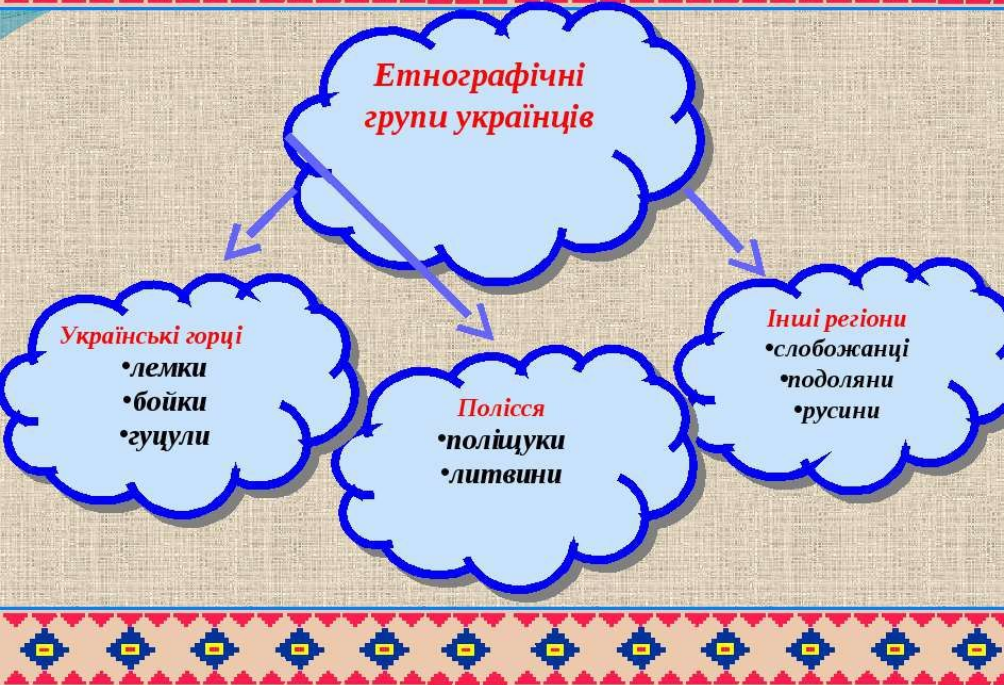 Етнографічні
групи українців
Українські горці
•лемки
•бойки
•гуцули
Полісся
•поліщуки
•литвини
Інші регіони
•слобожанці
•подоляни
•русини